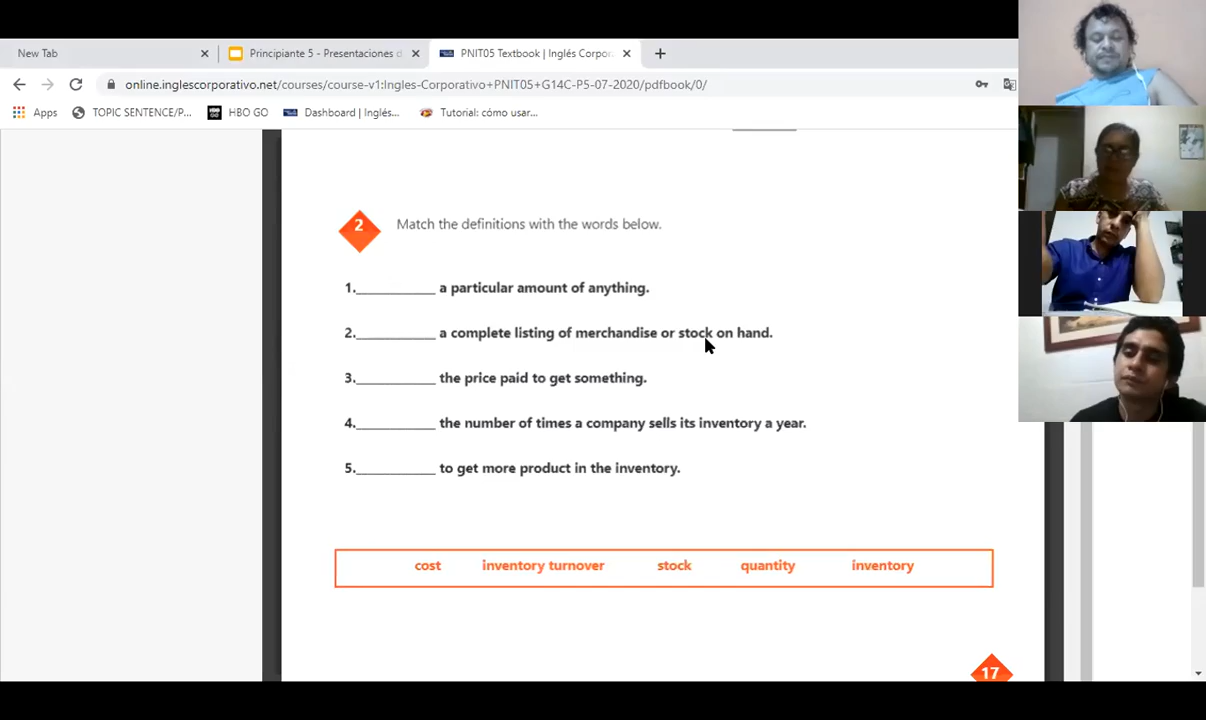 New Tab
Principiante 5 - Presentaciones d
PNIT05 Textbook | Inglés Corpor
online.inglescorporativo.net/courses/course-v1:Ingles-Corporativo+PNIT05+G14C-P5-07-2020/pdfbook/0/
Apps
TOPIC SENTENCE/P...
HBO GO
Dashboard | Inglés...
Tutorial: cómo usar...
2 Match the definitions with the words below.
1.___________ a particular amount of anything.
2.___________ a complete listing of merchandise or stock on hand.
3.___________ the price paid to get something.
4.___________ the number of times a company sells its inventory a year.
5.___________ to get more product in the inventory.
cost inventory turnover stock quantity inventory
17